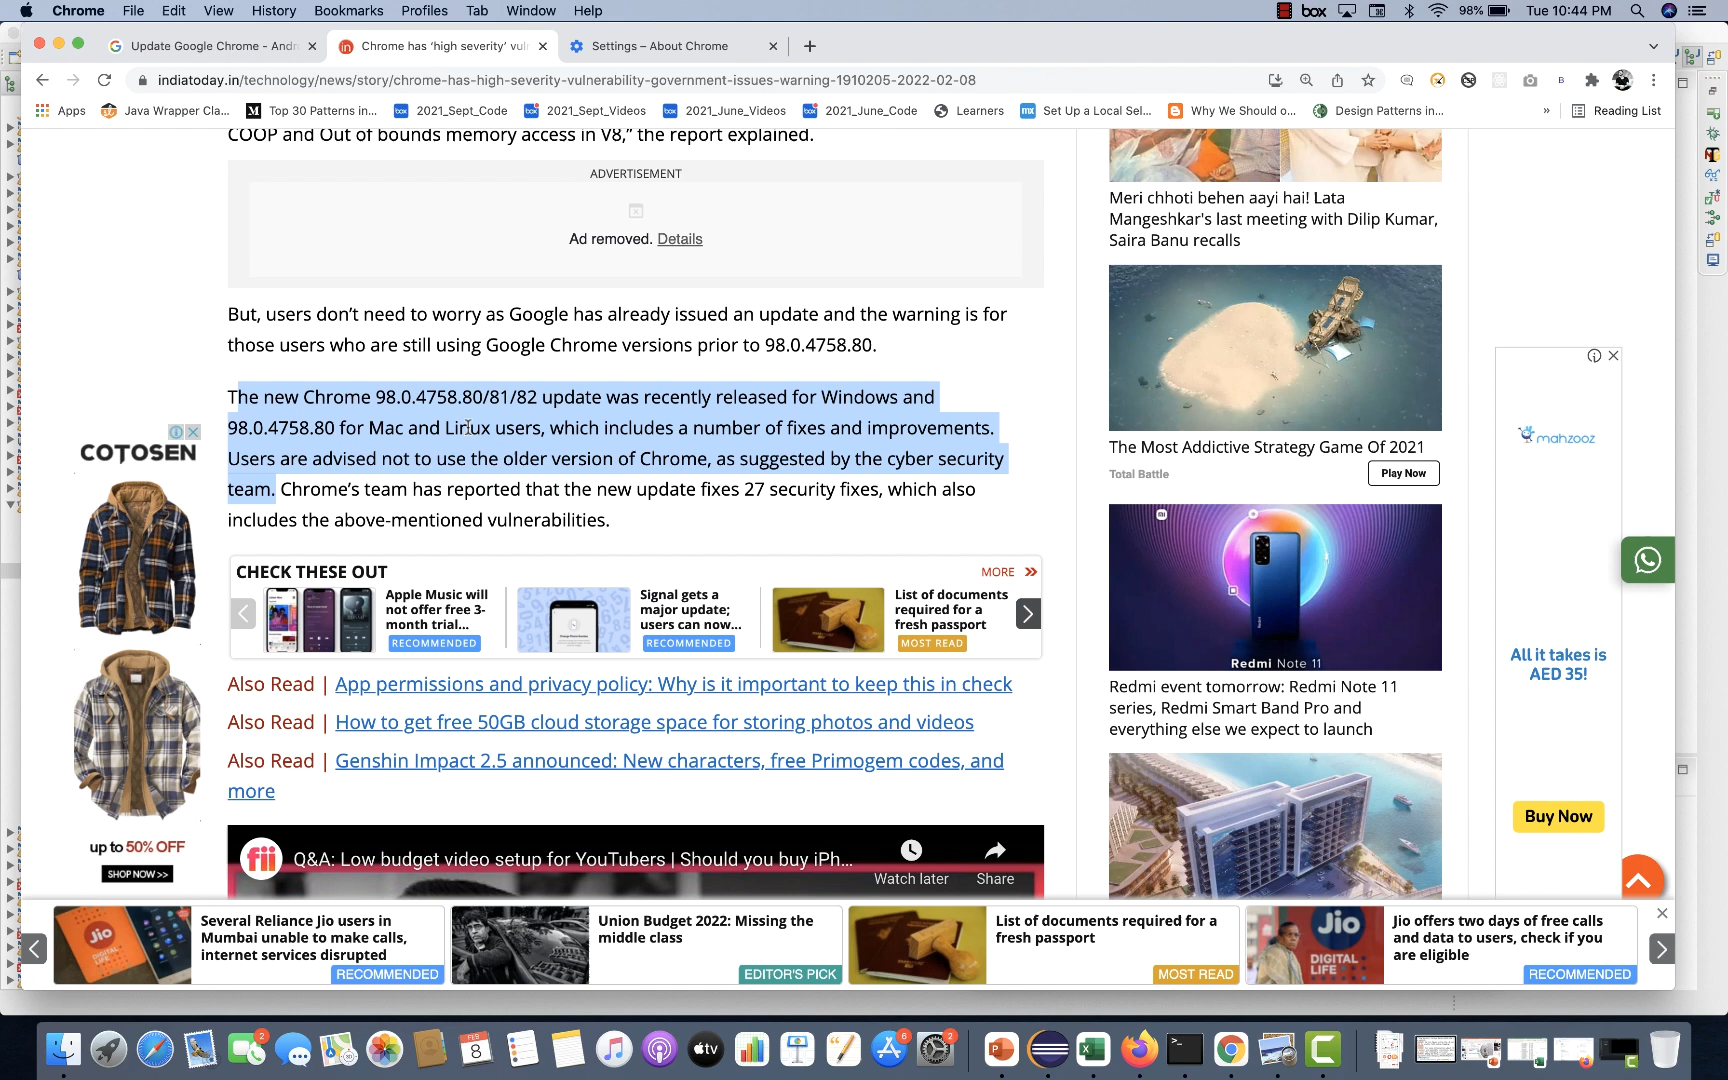 Chrome File Edit View History Bookmarks Profiles Tab Window Help
box 98% Tue 10:44 PM
Update Google Chrome - Andr
Chrome has ‘high severity’ vul
Settings – About Chrome
indiatoday.in/technology/news/story/chrome-has-high-severity-vulnerability-government-issues-warning-1910205-2022-02-08
Apps Java Wrapper Cla... Top 30 Patterns in... 2021_Sept_Code 2021_Sept_Videos 2021_June_Videos 2021_June_Code Learners Set Up a Local Sel... Why We Should o... Design Patterns in... » Reading List
COOP and Out of bounds memory access in V8,” the report explained.
ADVERTISEMENT
Ad removed. Details
But, users don’t need to worry as Google has already issued an update and the warning is for
those users who are still using Google Chrome versions prior to 98.0.4758.80.
The new Chrome 98.0.4758.80/81/82 update was recently released for Windows and
98.0.4758.80 for Mac and Linux users, which includes a number of fixes and improvements.
Users are advised not to use the older version of Chrome, as suggested by the cyber security
team. Chrome’s team has reported that the new update fixes 27 security fixes, which also
includes the above-mentioned vulnerabilities.
CHECK THESE OUT
MORE
Apple Music will
not offer free 3-
month trial...
RECOMMENDED
Signal gets a
major update;
users can now...
RECOMMENDED
List of documents
required for a
fresh passport
MOST READ
Also Read | App permissions and privacy policy: Why is it important to keep this in check
Also Read | How to get free 50GB cloud storage space for storing photos and videos
Also Read | Genshin Impact 2.5 announced: New characters, free Primogem codes, and
more
fii
Q&A: Low budget video setup for YouTubers | Should you buy iPh...
Watch later
Share
COTOSEN
up to 50% OFF
SHOP NOW >>
Meri chhoti behen aayi hai! Lata
Mangeshkar's last meeting with Dilip Kumar,
Saira Banu recalls
The Most Addictive Strategy Game Of 2021
Total Battle
Play Now
Redmi Note 11
Redmi event tomorrow: Redmi Note 11
series, Redmi Smart Band Pro and
everything else we expect to launch
mahzooz
All it takes is
AED 35!
Buy Now
Jio
DIGITAL
LIFE
Several Reliance Jio users in
Mumbai unable to make calls,
internet services disrupted
RECOMMENDED
Union Budget 2022: Missing the
middle class
EDITOR'S PICK
List of documents required for a
fresh passport
MOST READ
Jio
DIGITAL
LIFE
Jio offers two days of free calls
and data to users, check if you
are eligible
RECOMMENDED
2
FEB
8
tv
6
2